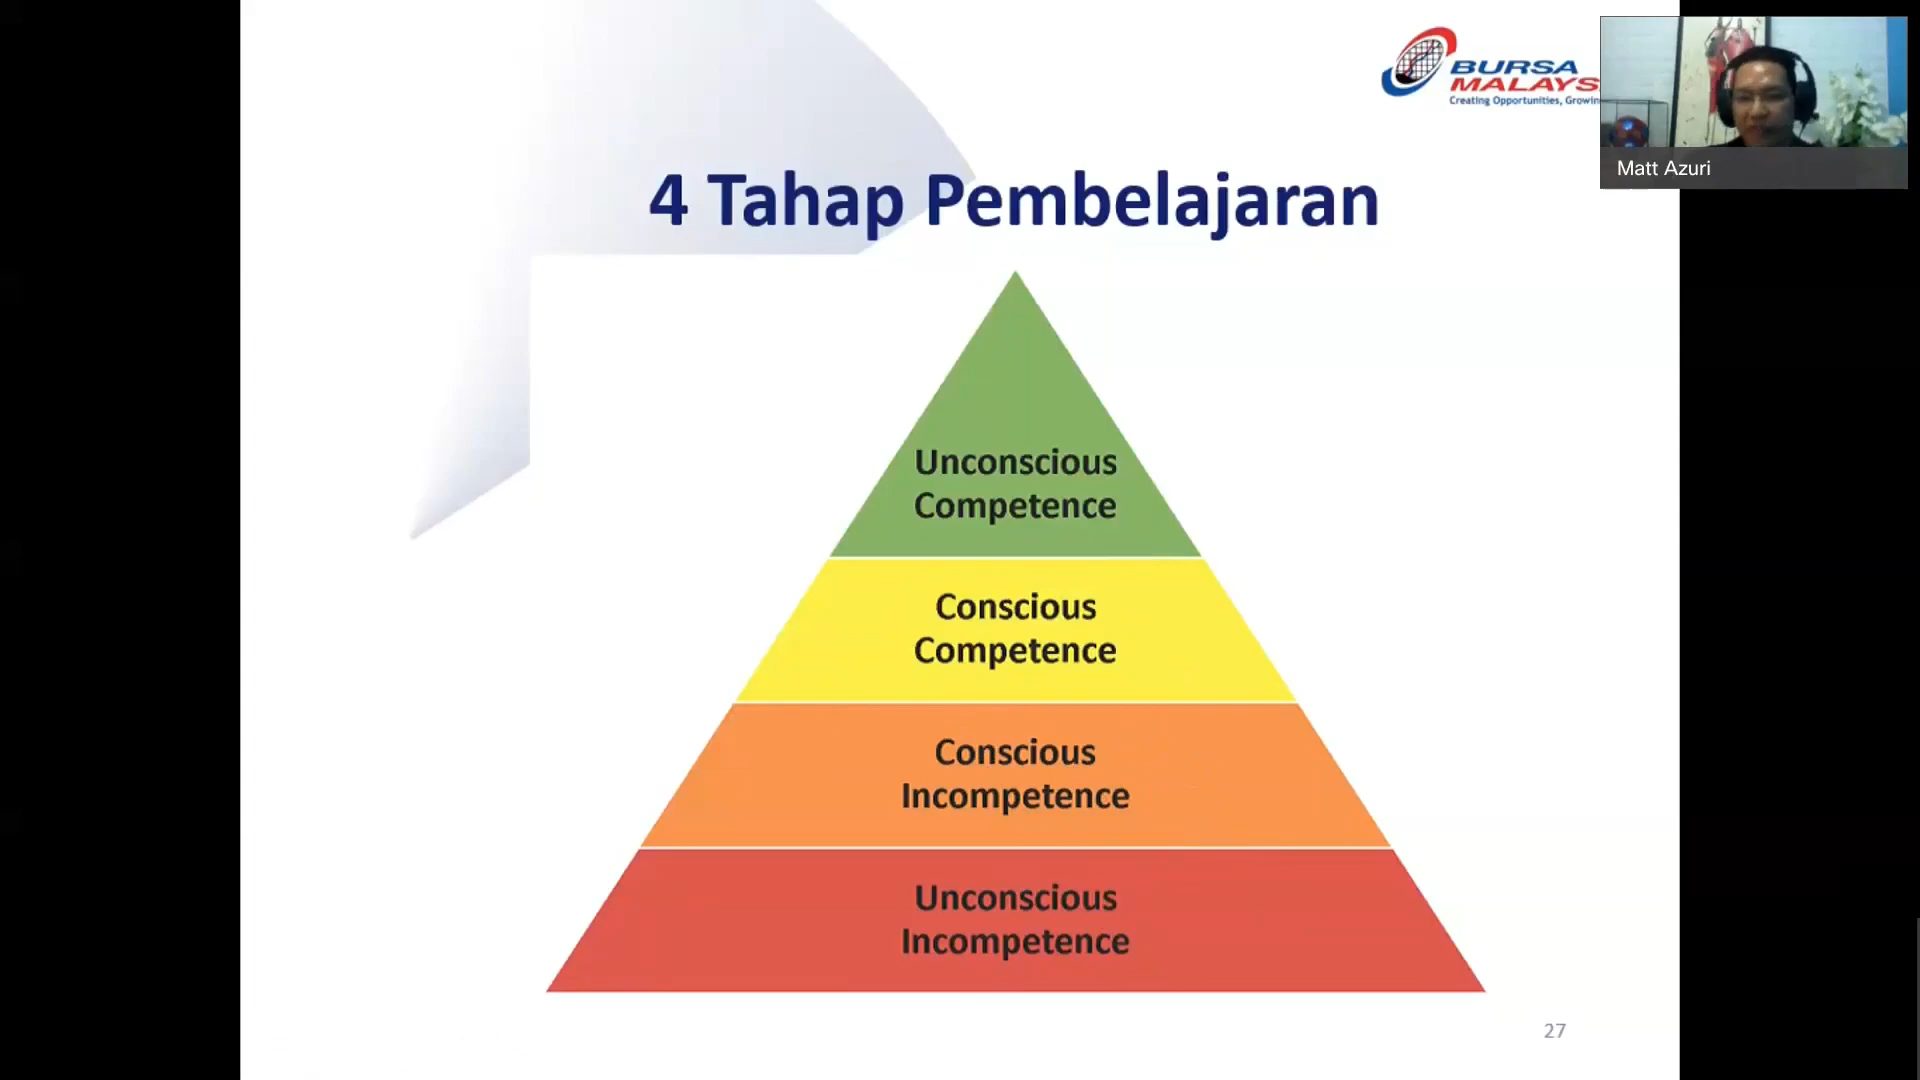 BURSA
MALAYS
Creating Opportunities, Growin
Matt Azuri
4 Tahap Pembelajaran
Unconscious
Competence
Conscious
Competence
Conscious
Incompetence
Unconscious
Incompetence
27